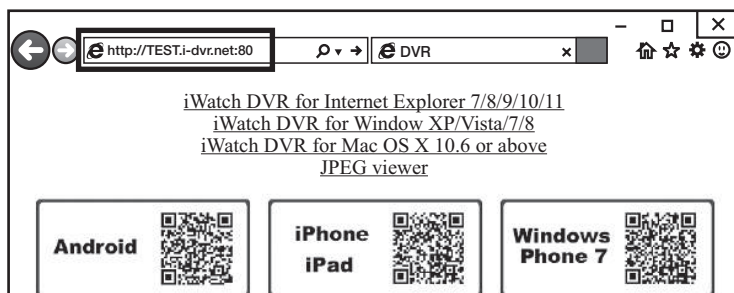 http://TEST.i-dvr.net:80
DVR
iWatch DVR for Internet Explorer 7/8/9/10/11
iWatch DVR for Window XP/Vista/7/8
iWatch DVR for Mac OS X 10.6 or above
JPEG viewer
Android
iPhone
iPad
Windows
Phone 7